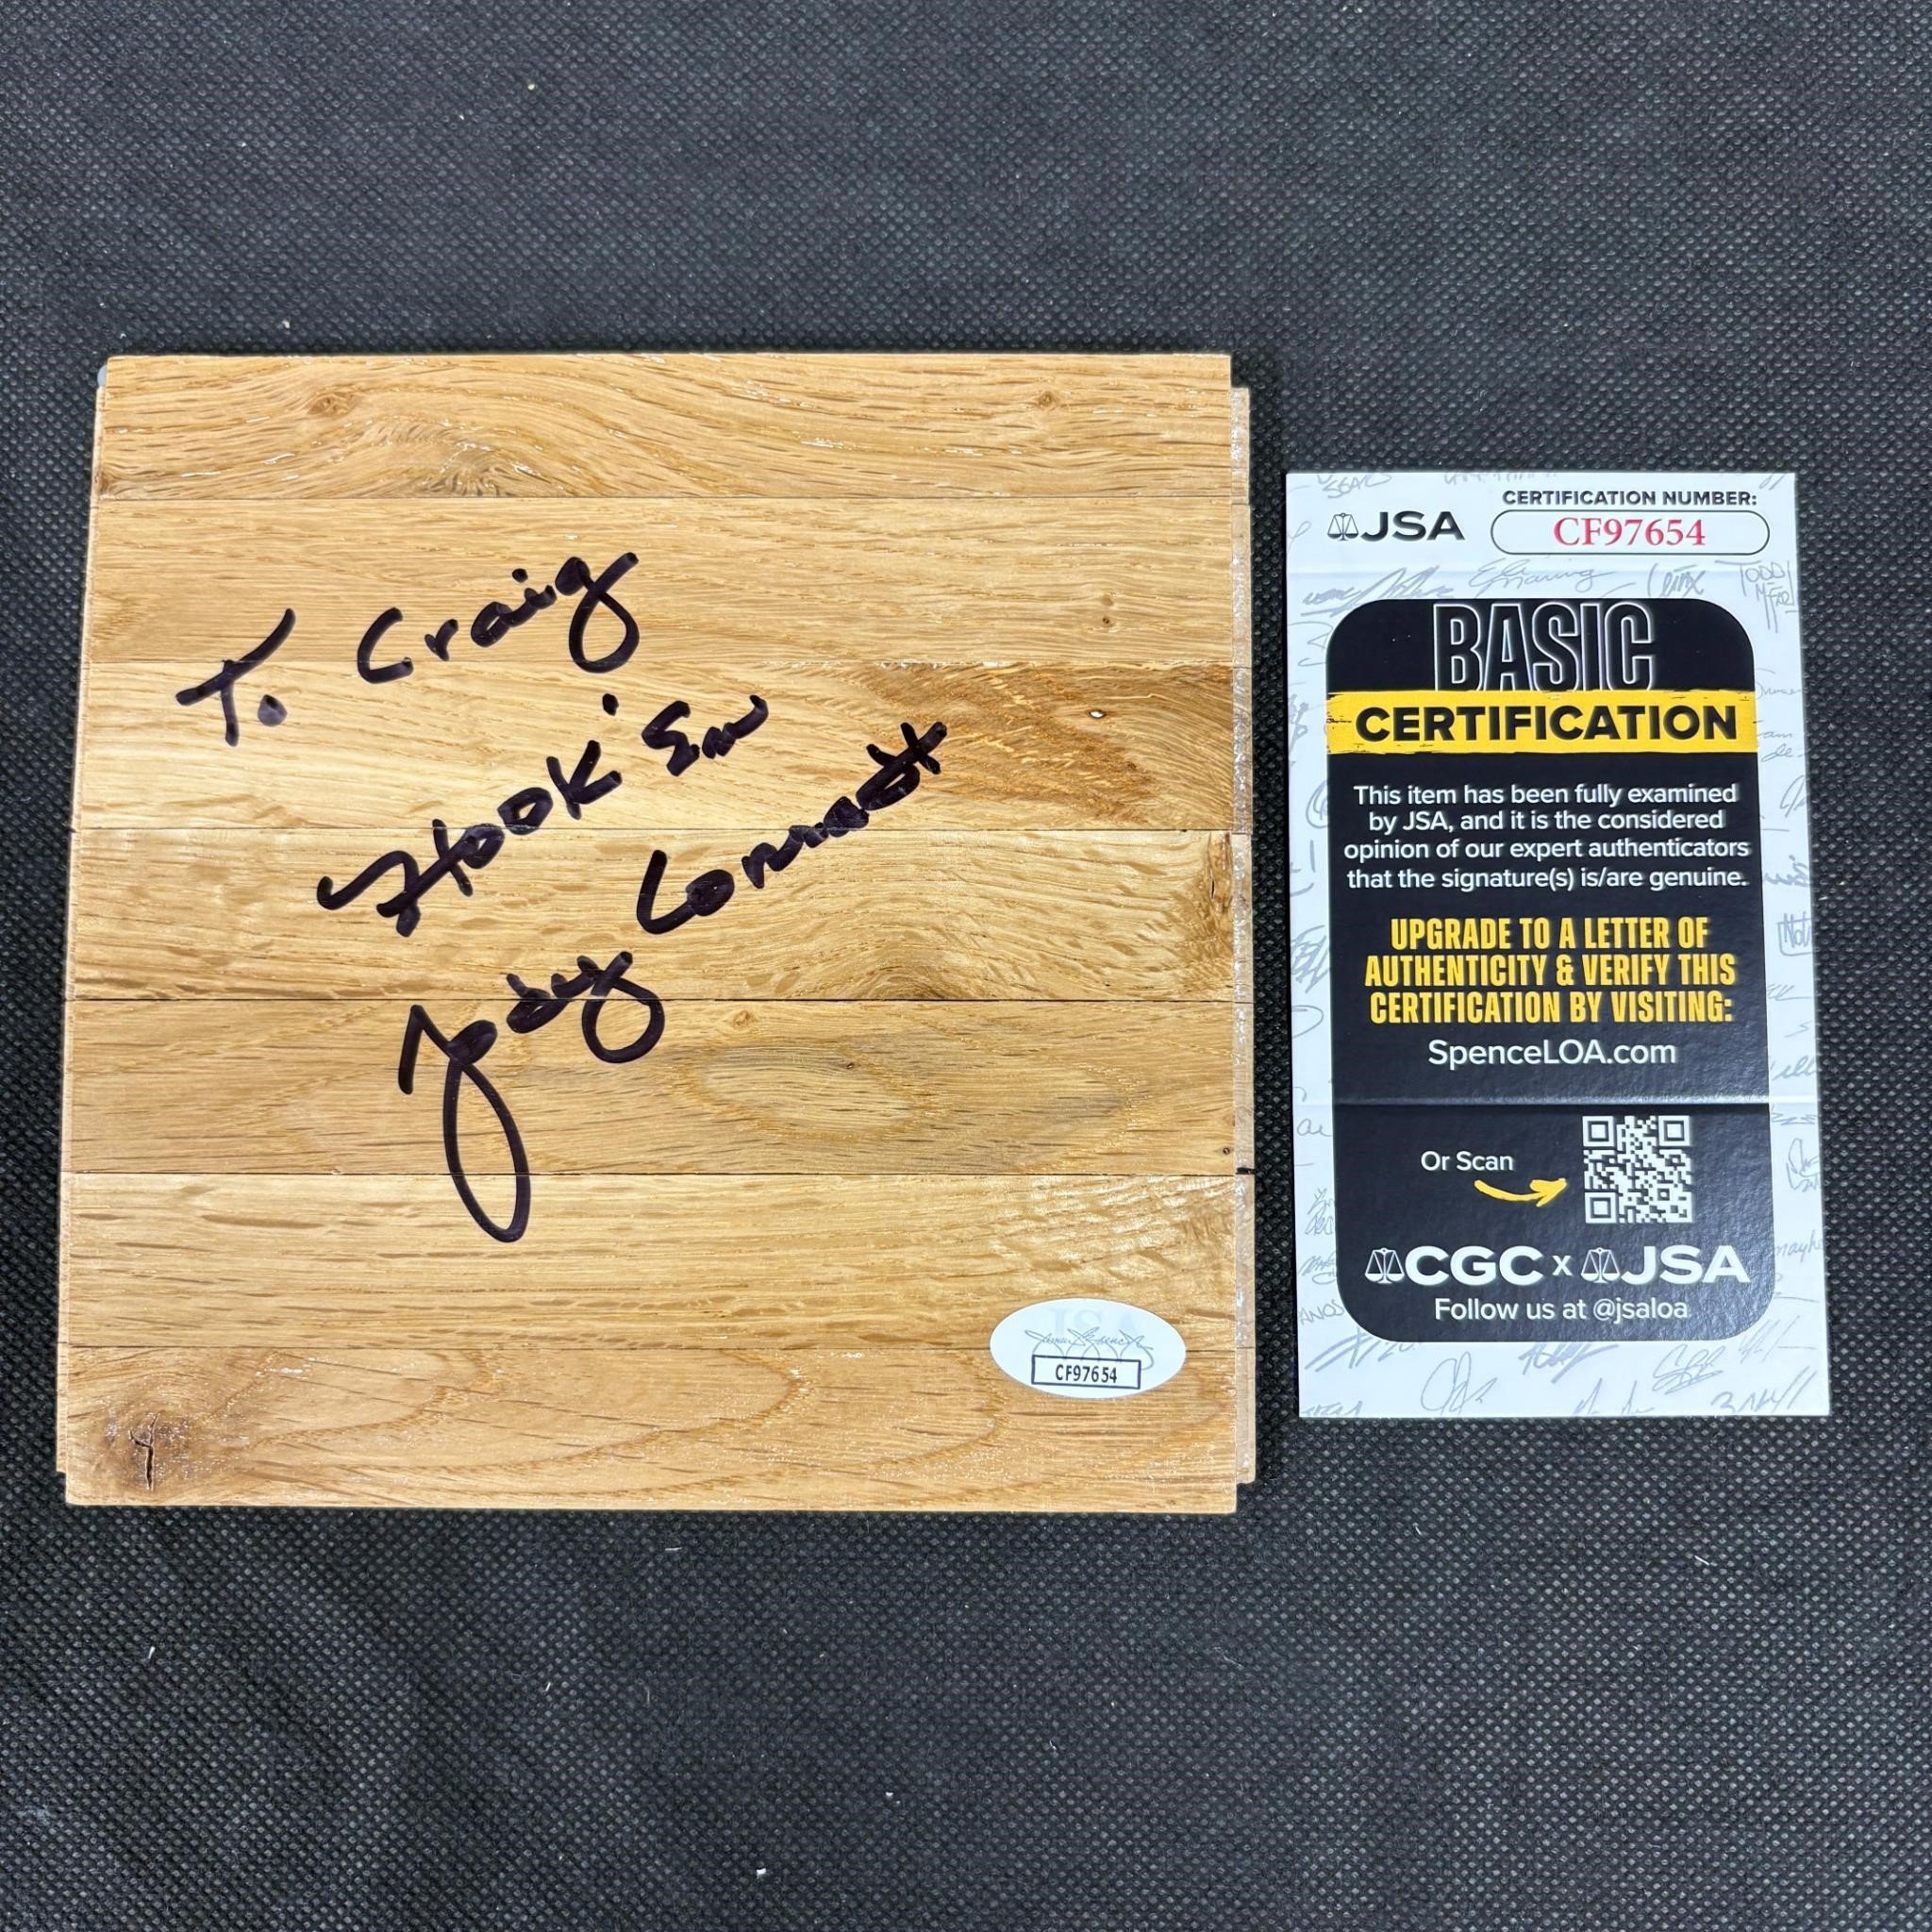 To Craig
Hook 'Em
Jody Conradt
CF97654
JSA
CERTIFICATION NUMBER:
CF97654
BASIC
CERTIFICATION
This item has been fully examined
by JSA, and it is the considered
opinion of our expert authenticators
that the signature(s) is/are genuine.
UPGRADE TO A LETTER OF
AUTHENTICITY & VERIFY THIS
CERTIFICATION BY VISITING:
SpenceLOA.com
Or Scan
CGC x JSA
Follow us at @jsaloa